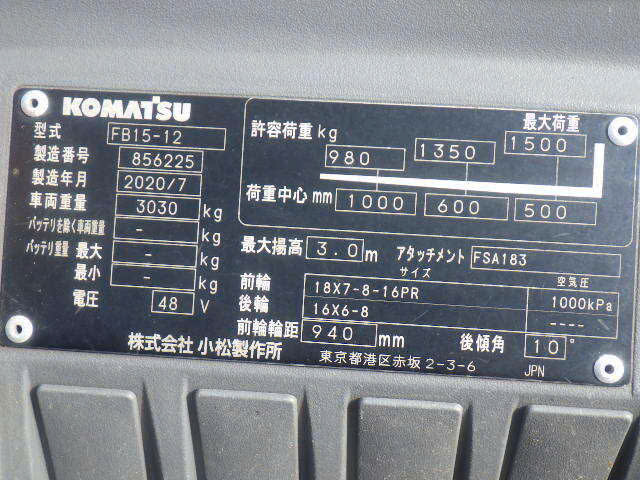 KOMATSU
型式 FB15-12
製造番号 856225
製造年月 2020/7
車両重量 3030 kg
バッテリを除く車両重量 - kg
バッテリ重量 最大 - kg
最小 - kg
電圧 48 V
許容荷重 kg 980 1350 最大荷重 1500
荷重中心 mm 1000 600 500
最大揚高 3.0 m アタッチメント FSA183
サイズ 空気圧
前輪 18X7-8-16PR 1000kPa
後輪 16X6-8 ----
前輪輪距 940 mm 後傾角 10°
株式会社 小松製作所 東京都港区赤坂2-3-6 JPN